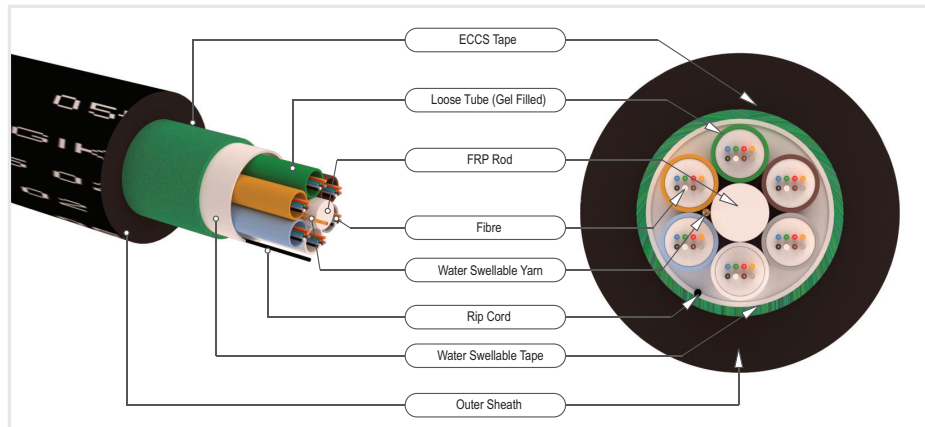 ECCS Tape
Loose Tube (Gel Filled)
FRP Rod
Fibre
Water Swellable Yarn
Rip Cord
Water Swellable Tape
Outer Sheath